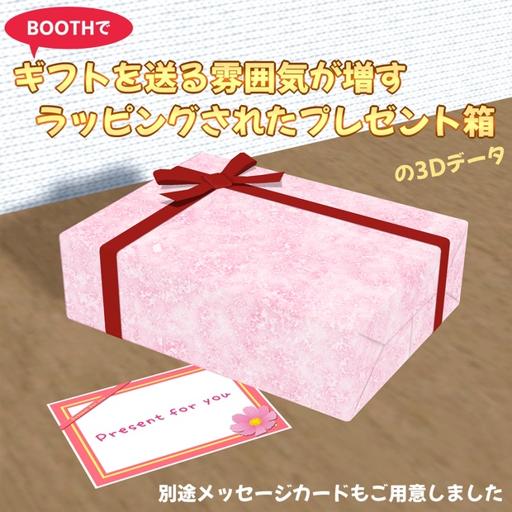 BOOTHで
ギフトを送る雰囲気が増す
ラッピングされたプレゼント箱
の3Dデータ
Present for you
別途メッセージカードもご用意しました